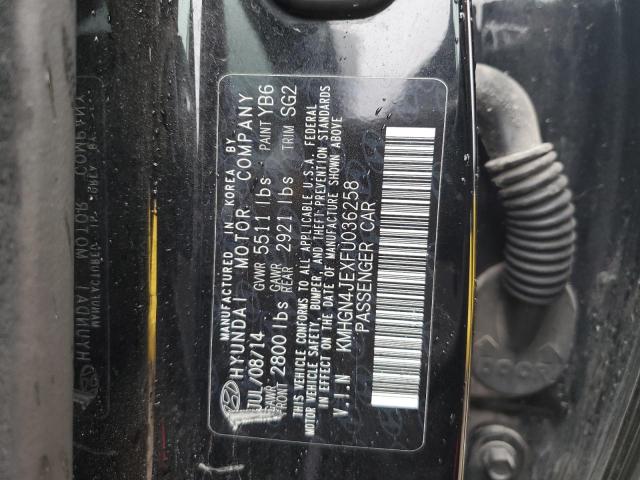 MANUFACTURED IN KOREA BY
HYUNDAI MOTOR COMPANY
JUL/08/14 GVWR 5511 lbs PAINT YB6
GAWR FRONT 2800 lbs GAWR REAR 2921 lbs TRIM SG2
THIS VEHICLE CONFORMS TO ALL APPLICABLE U.S.A. FEDERAL
MOTOR VEHICLE SAFETY, BUMPER, AND THEFT PREVENTION STANDARDS
IN EFFECT ON THE DATE OF MANUFACTURE SHOWN ABOVE
V.I.N KMHGN4JEXFU036258
PASSENGER CAR
DOOR